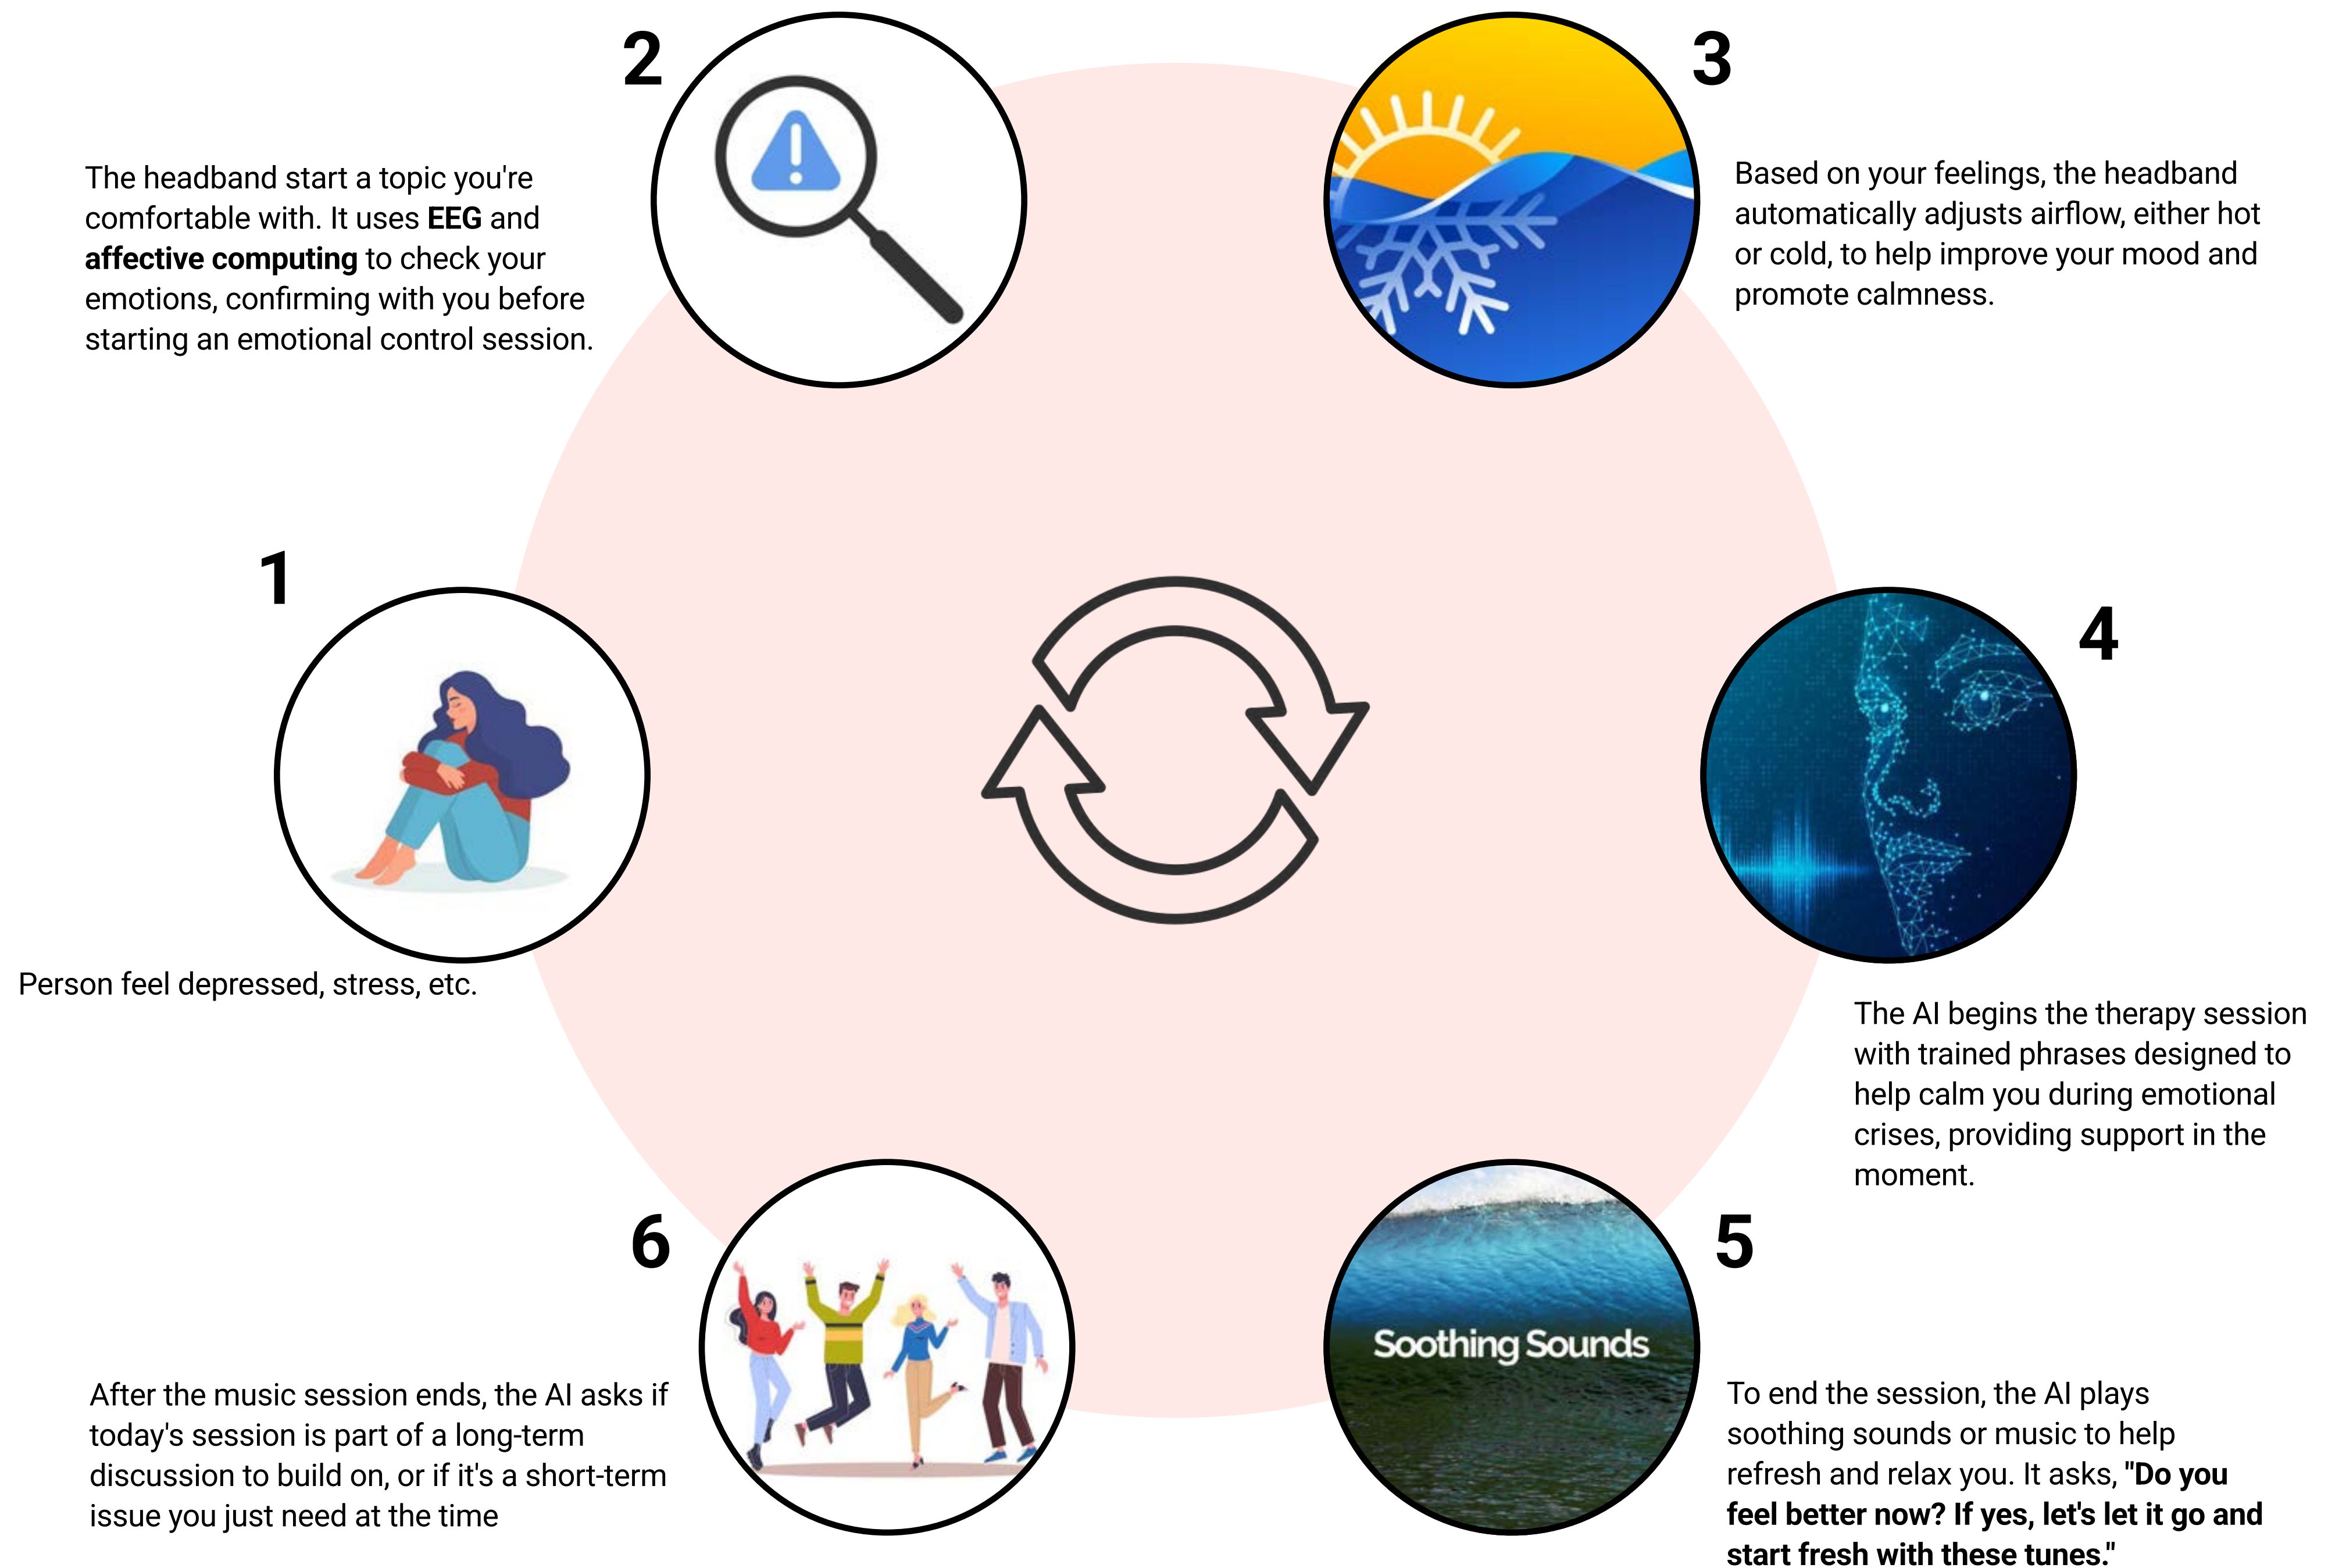 1
Person feel depressed, stress, etc.
2
The headband start a topic you're
comfortable with. It uses EEG and
affective computing to check your
emotions, confirming with you before
starting an emotional control session.
3
Based on your feelings, the headband
automatically adjusts airflow, either hot
or cold, to help improve your mood and
promote calmness.
4
The AI begins the therapy session
with trained phrases designed to
help calm you during emotional
crises, providing support in the
moment.
5
Soothing Sounds
To end the session, the AI plays
soothing sounds or music to help
refresh and relax you. It asks, "Do you
feel better now? If yes, let's let it go and
start fresh with these tunes."
6
After the music session ends, the AI asks if
today's session is part of a long-term
discussion to build on, or if it's a short-term
issue you just need at the time